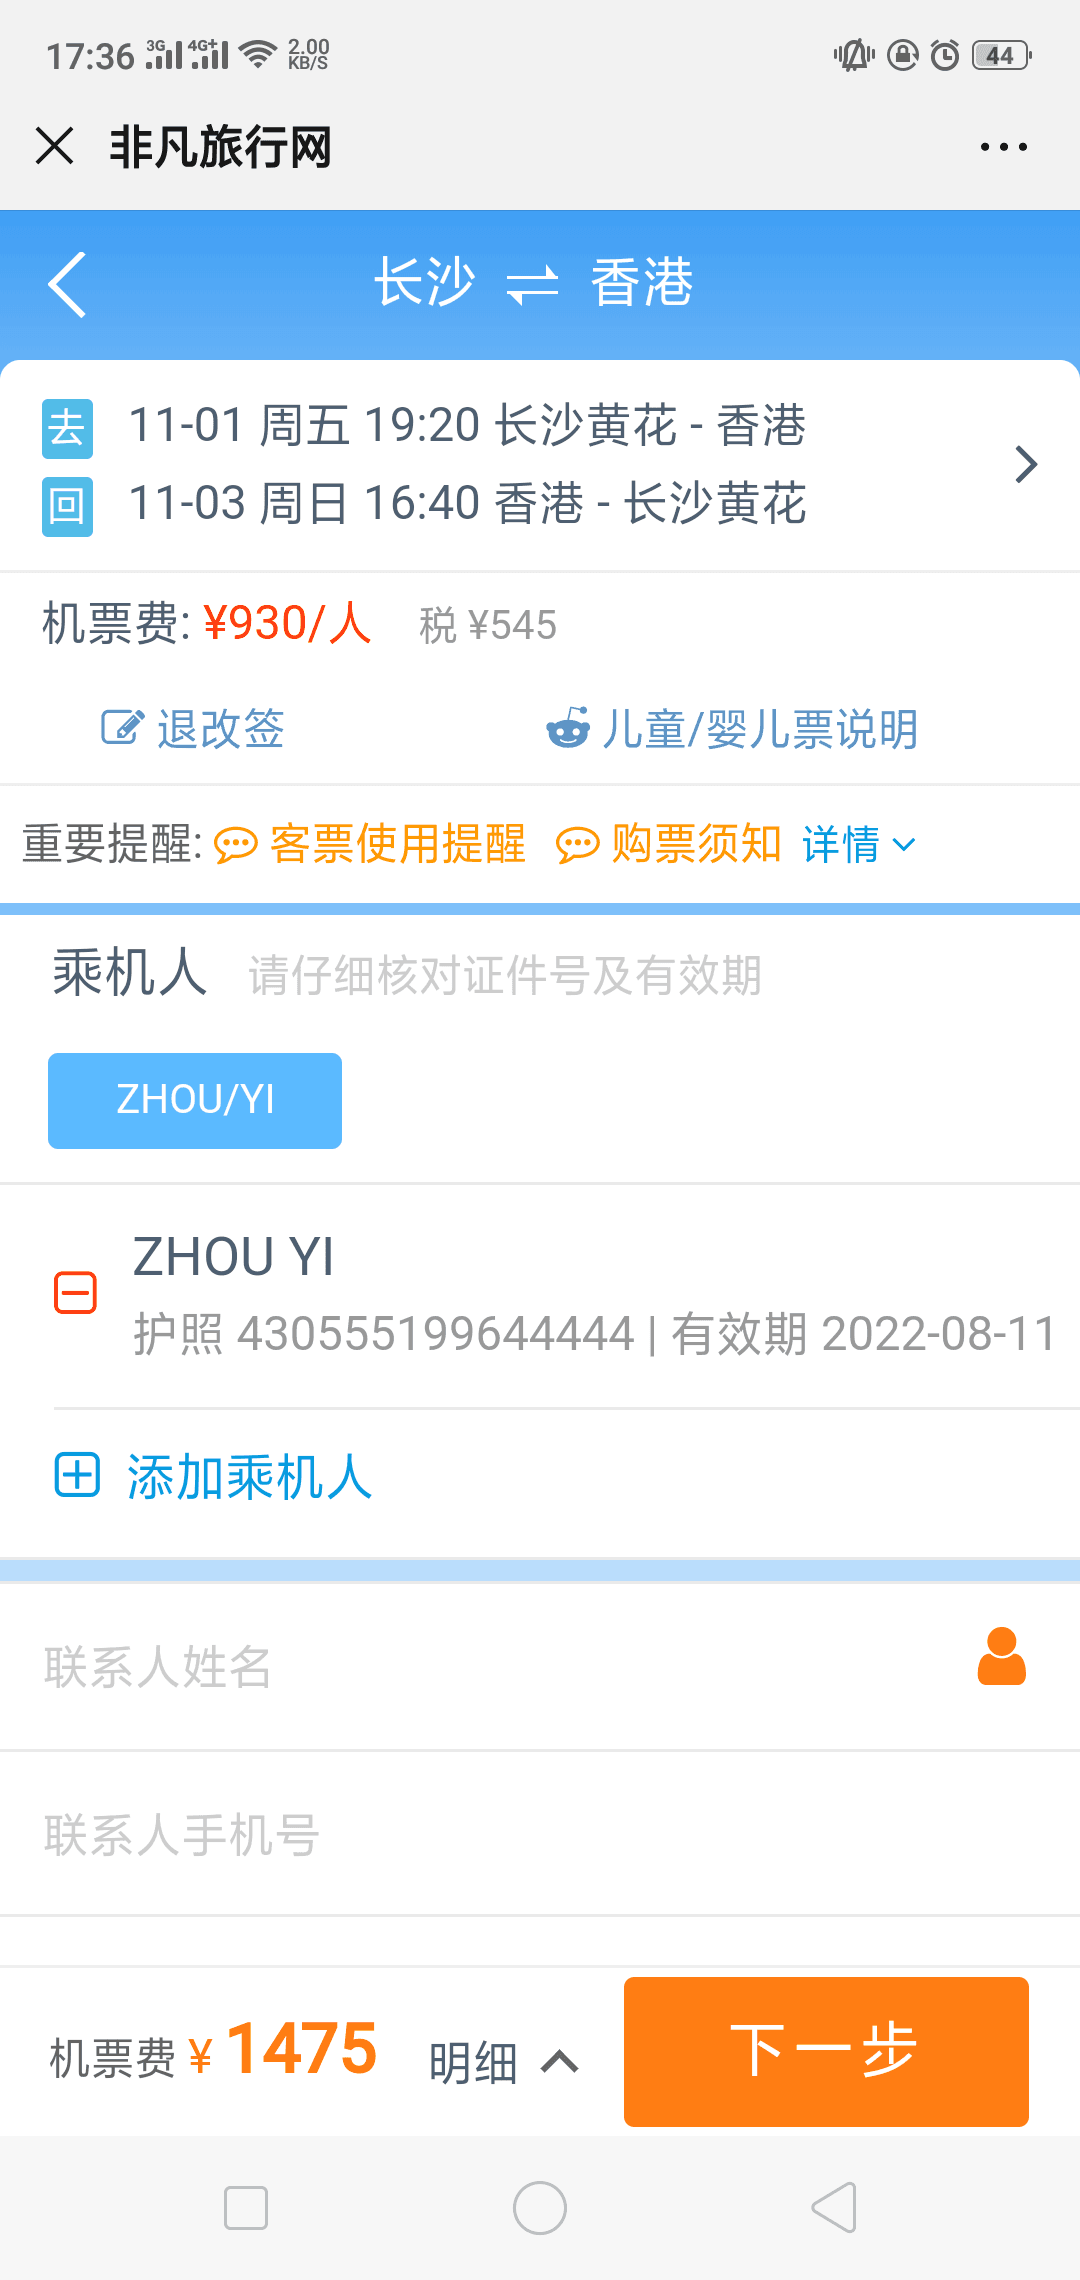 17:36 3G 4G+ 2.00 KB/S 44
非凡旅行网
长沙 香港
去 11-01 周五 19:20 长沙黄花 - 香港
回 11-03 周日 16:40 香港 - 长沙黄花
机票费: ¥930/人 税 ¥545
退改签 儿童/婴儿票说明
重要提醒: 客票使用提醒 购票须知 详情
乘机人 请仔细核对证件号及有效期
ZHOU/YI
ZHOU YI
护照 430555199644444 | 有效期 2022-08-11
添加乘机人
联系人姓名
联系人手机号
机票费 ¥ 1475 明细 下一步